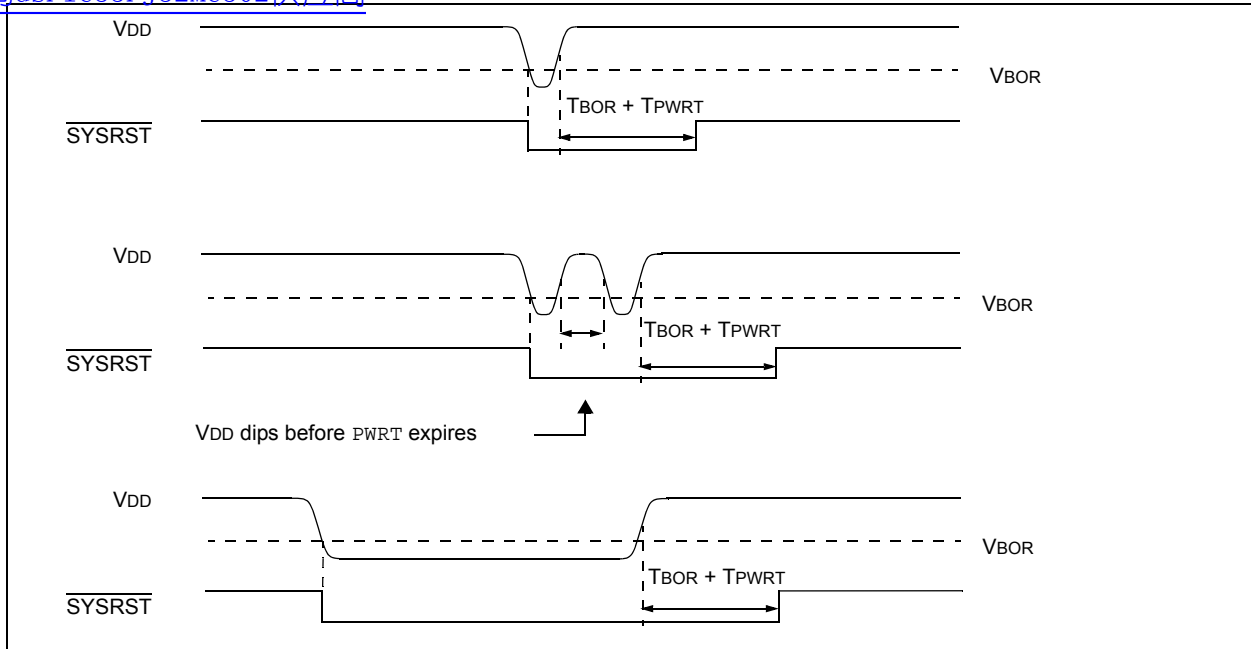 VDD
VBOR
TBOR + TPWRT
SYSRST
VDD
VBOR
TBOR + TPWRT
SYSRST
VDD dips before PWRT expires
VDD
VBOR
TBOR + TPWRT
SYSRST